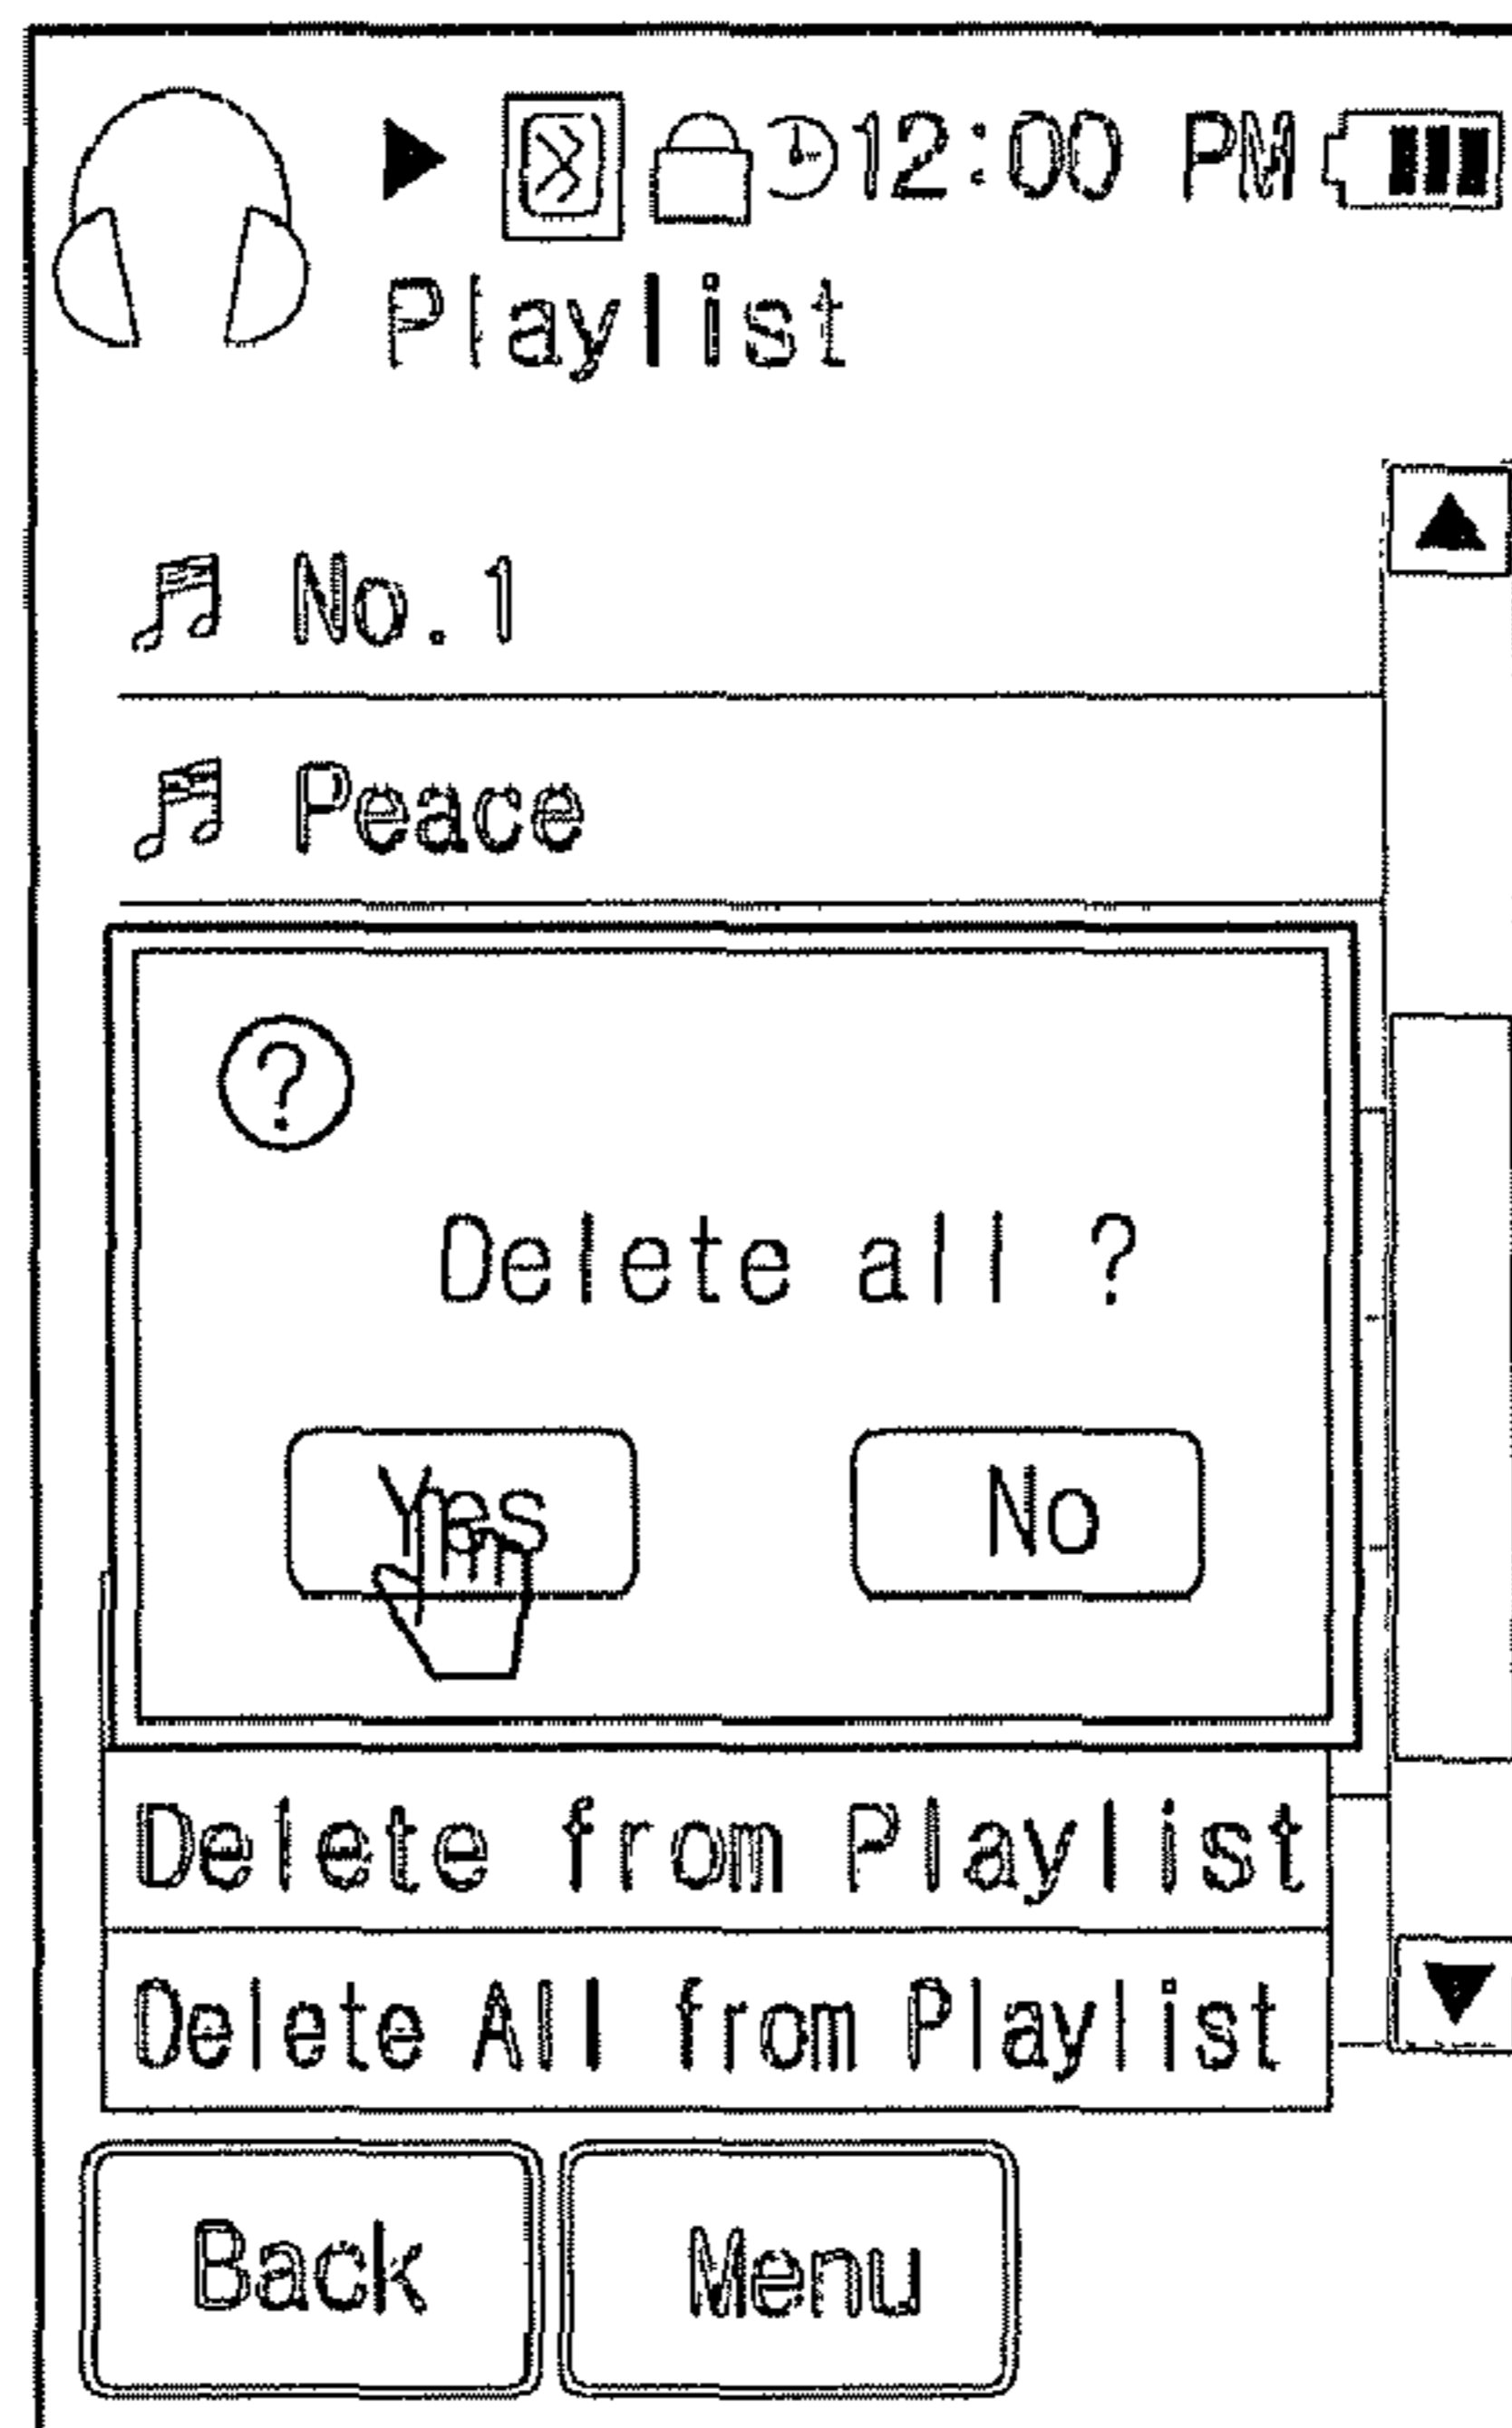 12:00 PM
Playlist
No.1
Peace
?
Delete all ?
Yes No
Delete from Playlist
Delete All from Playlist
Back Menu